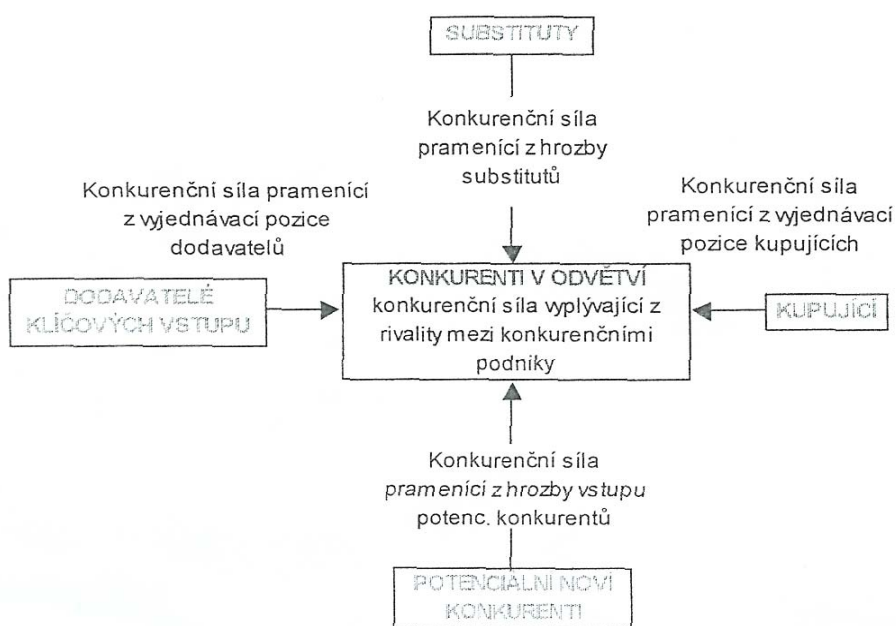 SUBSTITUTY
Konkurenční síla
pramenící z hrozby
substitutů
Konkurenční síla pramenící
z vyjednávací pozice
dodavatelů
Konkurenční síla
pramenící z vyjednávací
pozice kupujících
DODAVATELÉ
KLÍČOVÝCH VSTUPU
KONKURENTI V ODVĚTVÍ
konkurenční síla vyplývající z
rivality mezi konkurenčními
podniky
KUPUJÍCÍ
Konkurenční síla
pramenící z hrozby vstupu
potenc. konkurentů
POTENCIÁLNI NOVÍ
KONKURENTI